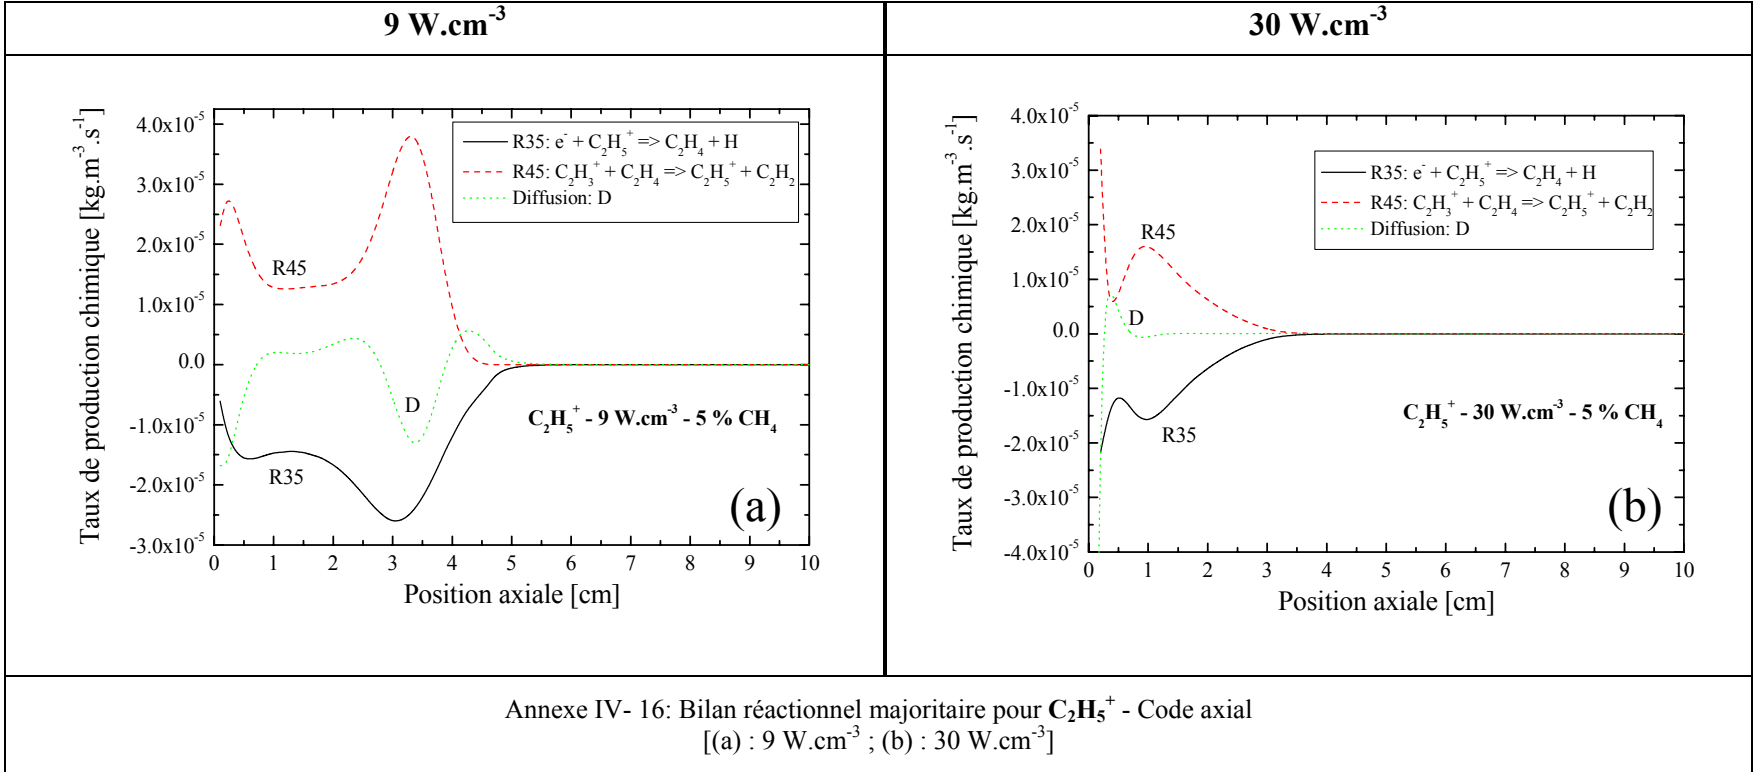 9 W.cm⁻³
30 W.cm⁻³
Taux de production chimique [kg.m⁻³.s⁻¹]
4.0x10⁻⁵
3.0x10⁻⁵
2.0x10⁻⁵
1.0x10⁻⁵
0.0
-1.0x10⁻⁵
-2.0x10⁻⁵
-3.0x10⁻⁵
R35: e⁻ + C₂H₅⁺ => C₂H₄ + H
R45: C₂H₃⁺ + C₂H₄ => C₂H₅⁺ + C₂H₂
Diffusion: D
R45
D
R35
C₂H₅⁺ - 9 W.cm⁻³ - 5 % CH₄
(a)
0 1 2 3 4 5 6 7 8 9 10
Position axiale [cm]
Taux de production chimique [kg.m⁻³.s⁻¹]
4.0x10⁻⁵
3.0x10⁻⁵
2.0x10⁻⁵
1.0x10⁻⁵
0.0
-1.0x10⁻⁵
-2.0x10⁻⁵
-3.0x10⁻⁵
-4.0x10⁻⁵
R35: e⁻ + C₂H₅⁺ => C₂H₄ + H
R45: C₂H₃⁺ + C₂H₄ => C₂H₅⁺ + C₂H₂
Diffusion: D
R45
D
R35
C₂H₅⁺ - 30 W.cm⁻³ - 5 % CH₄
(b)
0 1 2 3 4 5 6 7 8 9 10
Position axiale [cm]
Annexe IV- 16: Bilan réactionnel majoritaire pour C₂H₅⁺ - Code axial
[(a) : 9 W.cm⁻³ ; (b) : 30 W.cm⁻³]